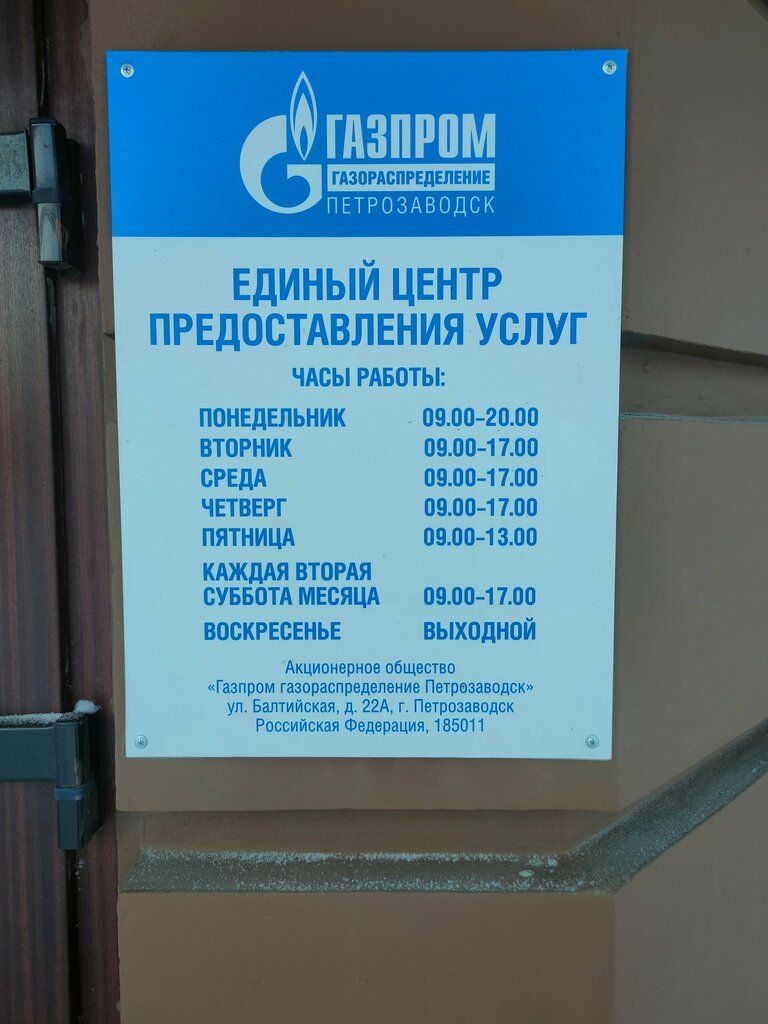 ГАЗПРОМ
ГАЗОРАСПРЕДЕЛЕНИЕ
ПЕТРОЗАВОДСК
ЕДИНЫЙ ЦЕНТР
ПРЕДОСТАВЛЕНИЯ УСЛУГ
ЧАСЫ РАБОТЫ:
ПОНЕДЕЛЬНИК 09.00-20.00
ВТОРНИК 09.00-17.00
СРЕДА 09.00-17.00
ЧЕТВЕРГ 09.00-17.00
ПЯТНИЦА 09.00-13.00
КАЖДАЯ ВТОРАЯ
СУББОТА МЕСЯЦА 09.00-17.00
ВОСКРЕСЕНЬЕ ВЫХОДНОЙ
Акционерное общество
«Газпром газораспределение Петрозаводск»
ул. Балтийская, д. 22А, г. Петрозаводск
Российская Федерация, 185011